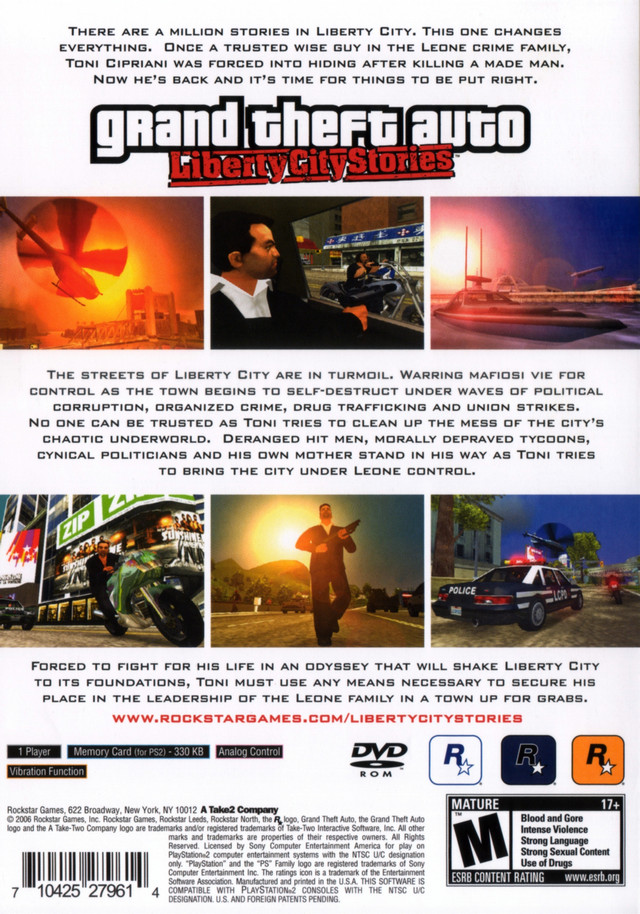 There are a million stories in Liberty City. This one changes
everything. Once a trusted wise guy in the Leone crime family,
Toni Cipriani was forced into hiding after killing a made man.
Now he's back and it's time for things to be put right.
grand theft auto
Liberty City Stories™
The streets of Liberty City are in turmoil. Warring mafiosi vie for
control as the town begins to self-destruct under waves of political
corruption, organized crime, drug trafficking and union strikes.
No one can be trusted as Toni tries to clean up the mess of the city's
chaotic underworld. Deranged hit men, morally depraved tycoons,
cynical politicians and his own mother stand in his way as Toni tries
to bring the city under Leone control.
ZIP
POLICE
LCPD
Forced to fight for his life in an odyssey that will shake Liberty City
to its foundations, Toni must use any means necessary to secure his
place in the leadership of the Leone family in a town up for grabs.
www.rockstargames.com/libertycitystories
1 Player
Memory Card (for PS2) - 330 KB
Analog Control
Vibration Function
DVD
ROM
R
R
R
Rockstar Games, 622 Broadway, New York, NY 10012 A Take2 Company
© 2006 Rockstar Games, Inc. Rockstar Games, Rockstar Leeds, Rockstar North, the R logo, Grand Theft Auto, the Grand Theft Auto
logo and the A Take-Two Company logo are trademarks and/or registered trademarks of Take-Two Interactive Software, Inc. All other
marks and trademarks are properties of their respective owners. All Rights
Reserved. Licensed by Sony Computer Entertainment America for play on
PlayStation®2 computer entertainment systems with the NTSC U/C designation
only. "PlayStation" and the "PS" Family logo are registered trademarks of Sony
Computer Entertainment Inc. The ratings icon is a trademark of the Entertainment
Software Association. Manufactured and printed in the U.S.A. THIS SOFTWARE IS
COMPATIBLE WITH PLAYSTATION®2 CONSOLES WITH THE NTSC U/C
DESIGNATION. U.S. AND FOREIGN PATENTS PENDING.
7 10425 27961 4
MATURE 17+
M
Blood and Gore
Intense Violence
Strong Language
Strong Sexual Content
Use of Drugs
ESRB CONTENT RATING www.esrb.org